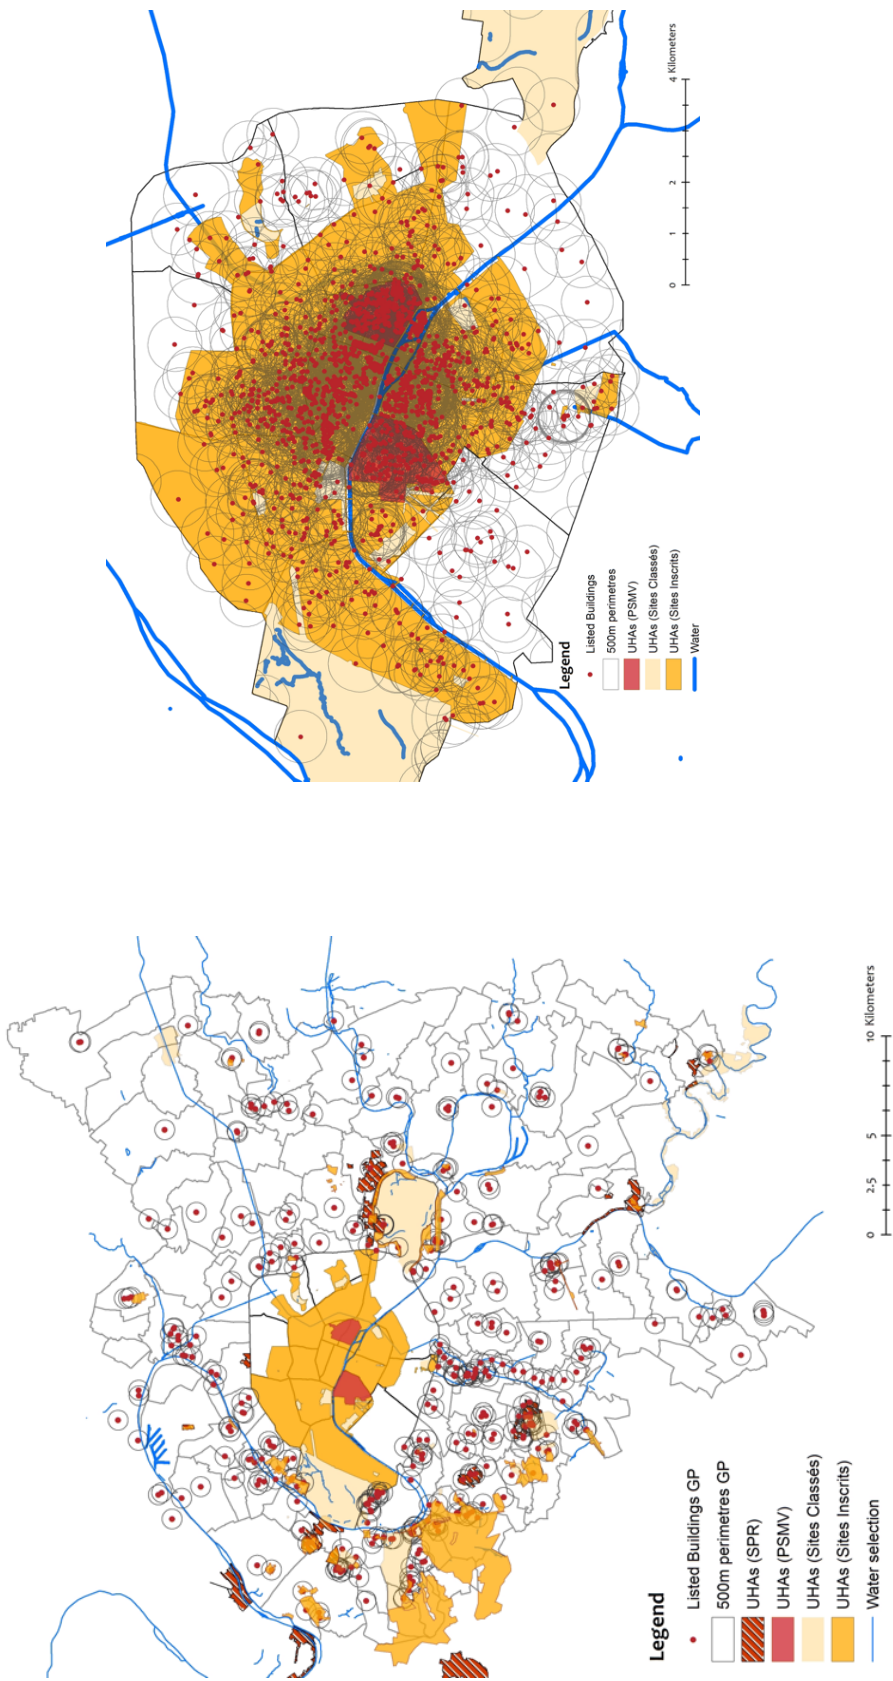 4 Kilometers
2
1
0
Legend
Listed Buildings
500m perimetres
UHAs (PSMV)
UHAs (Sites Classés)
UHAs (Sites Inscrits)
Water
10 Kilometers
5
2.5
0
Legend
Listed Buildings GP
500m perimetres GP
UHAs (SPR)
UHAs (PSMV)
UHAs (Sites Classés)
UHAs (Sites Inscrits)
Water selection